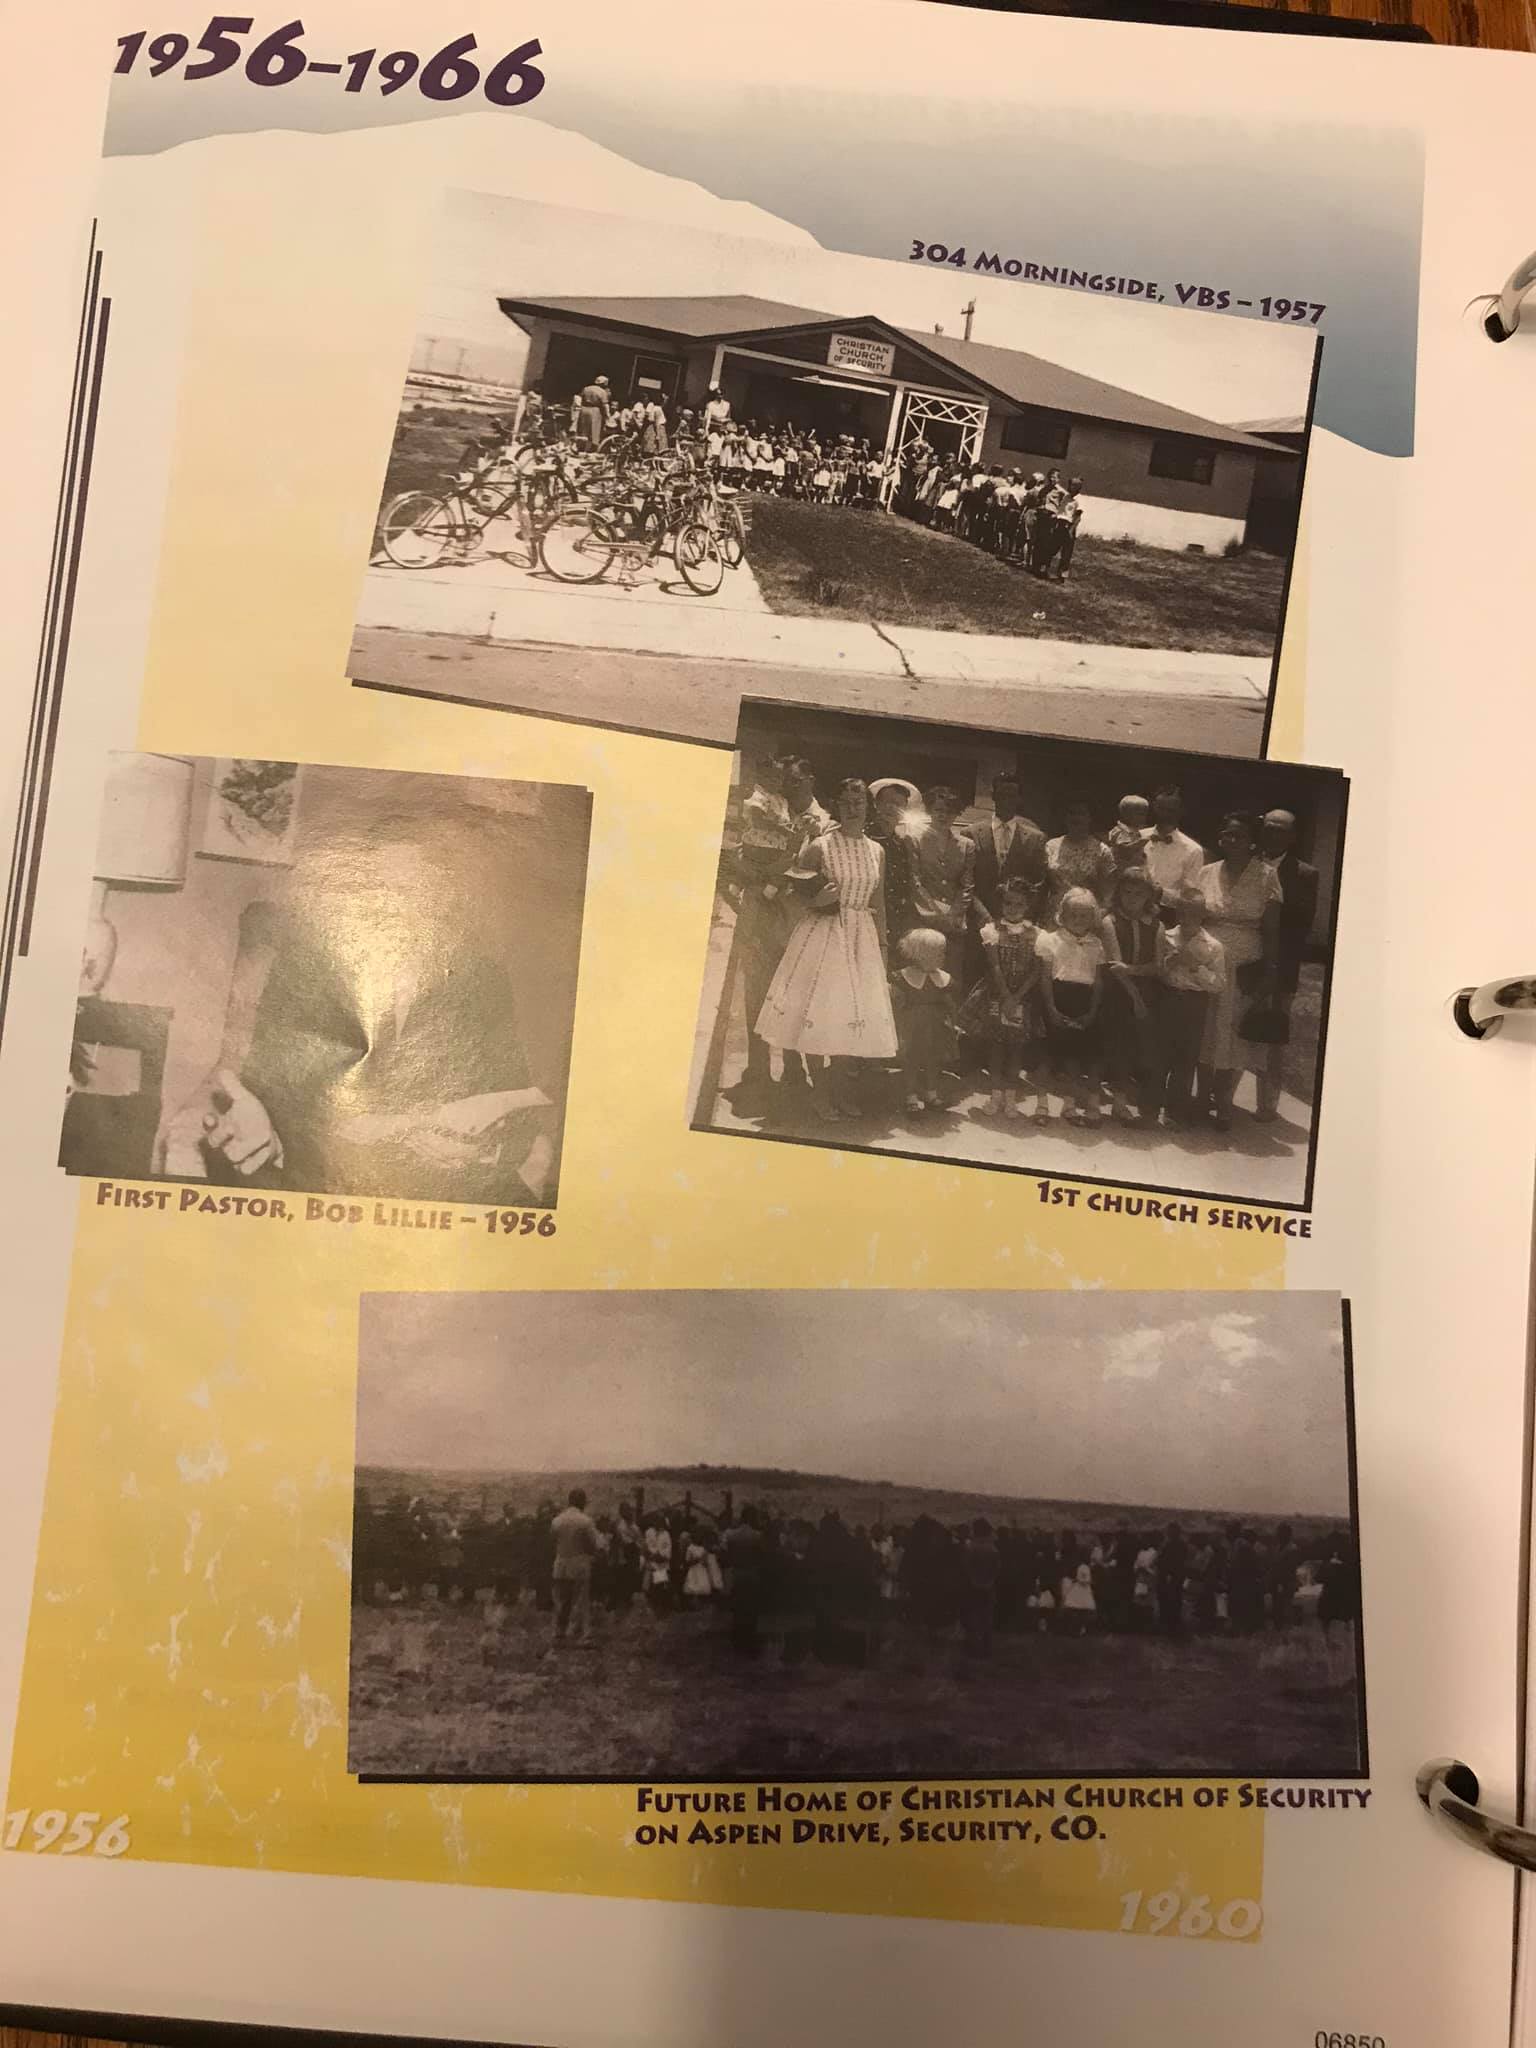 1956–1966
304 Morningside, VBS – 1957
CHRISTIAN
CHURCH
OF SECURITY
First Pastor, Bob Lillie – 1956
1st church service
Future Home of Christian Church of Security
on Aspen Drive, Security, CO.
1956
1960
06850